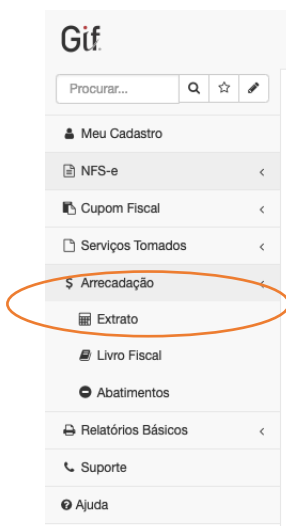 Gif
Procurar...
Meu Cadastro
NFS-e
Cupom Fiscal
Serviços Tomados
$ Arrecadação
Extrato
Livro Fiscal
Abatimentos
Relatórios Básicos
Suporte
Ajuda